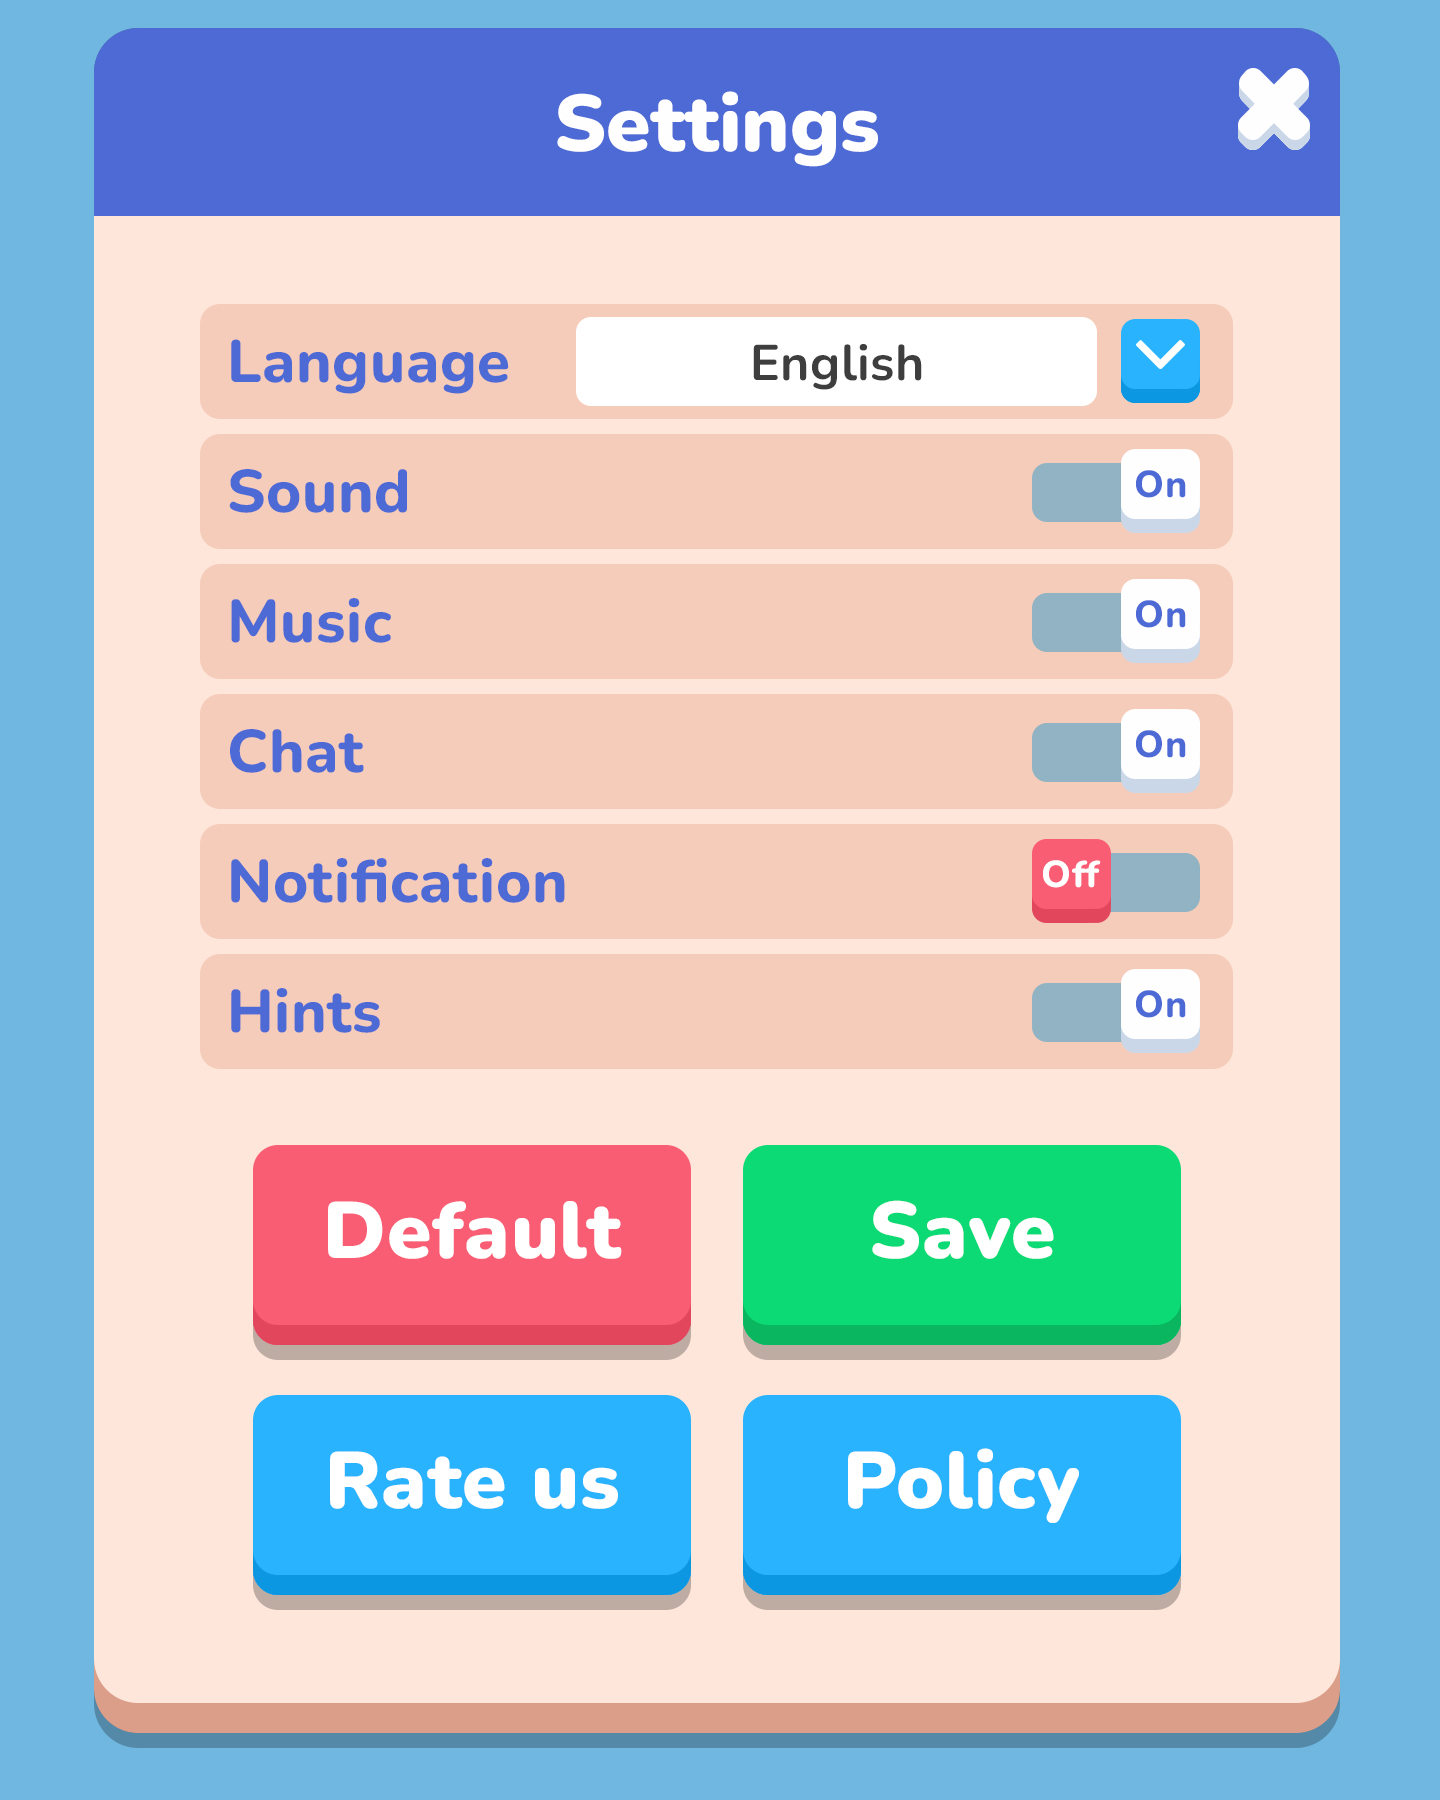 Settings
Language English
Sound On
Music On
Chat On
Notification Off
Hints On
Default Save
Rate us Policy